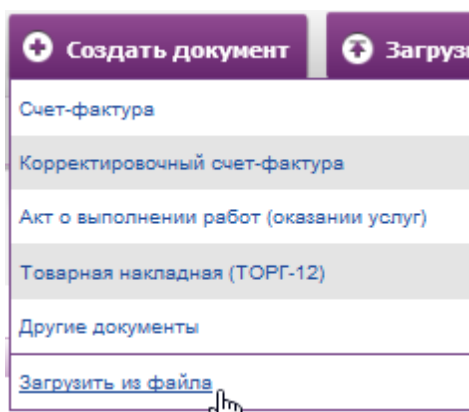 Создать документ
Счет-фактура
Корректировочный счет-фактура
Акт о выполнении работ (оказании услуг)
Товарная накладная (ТОРГ-12)
Другие документы
Загрузить из файла